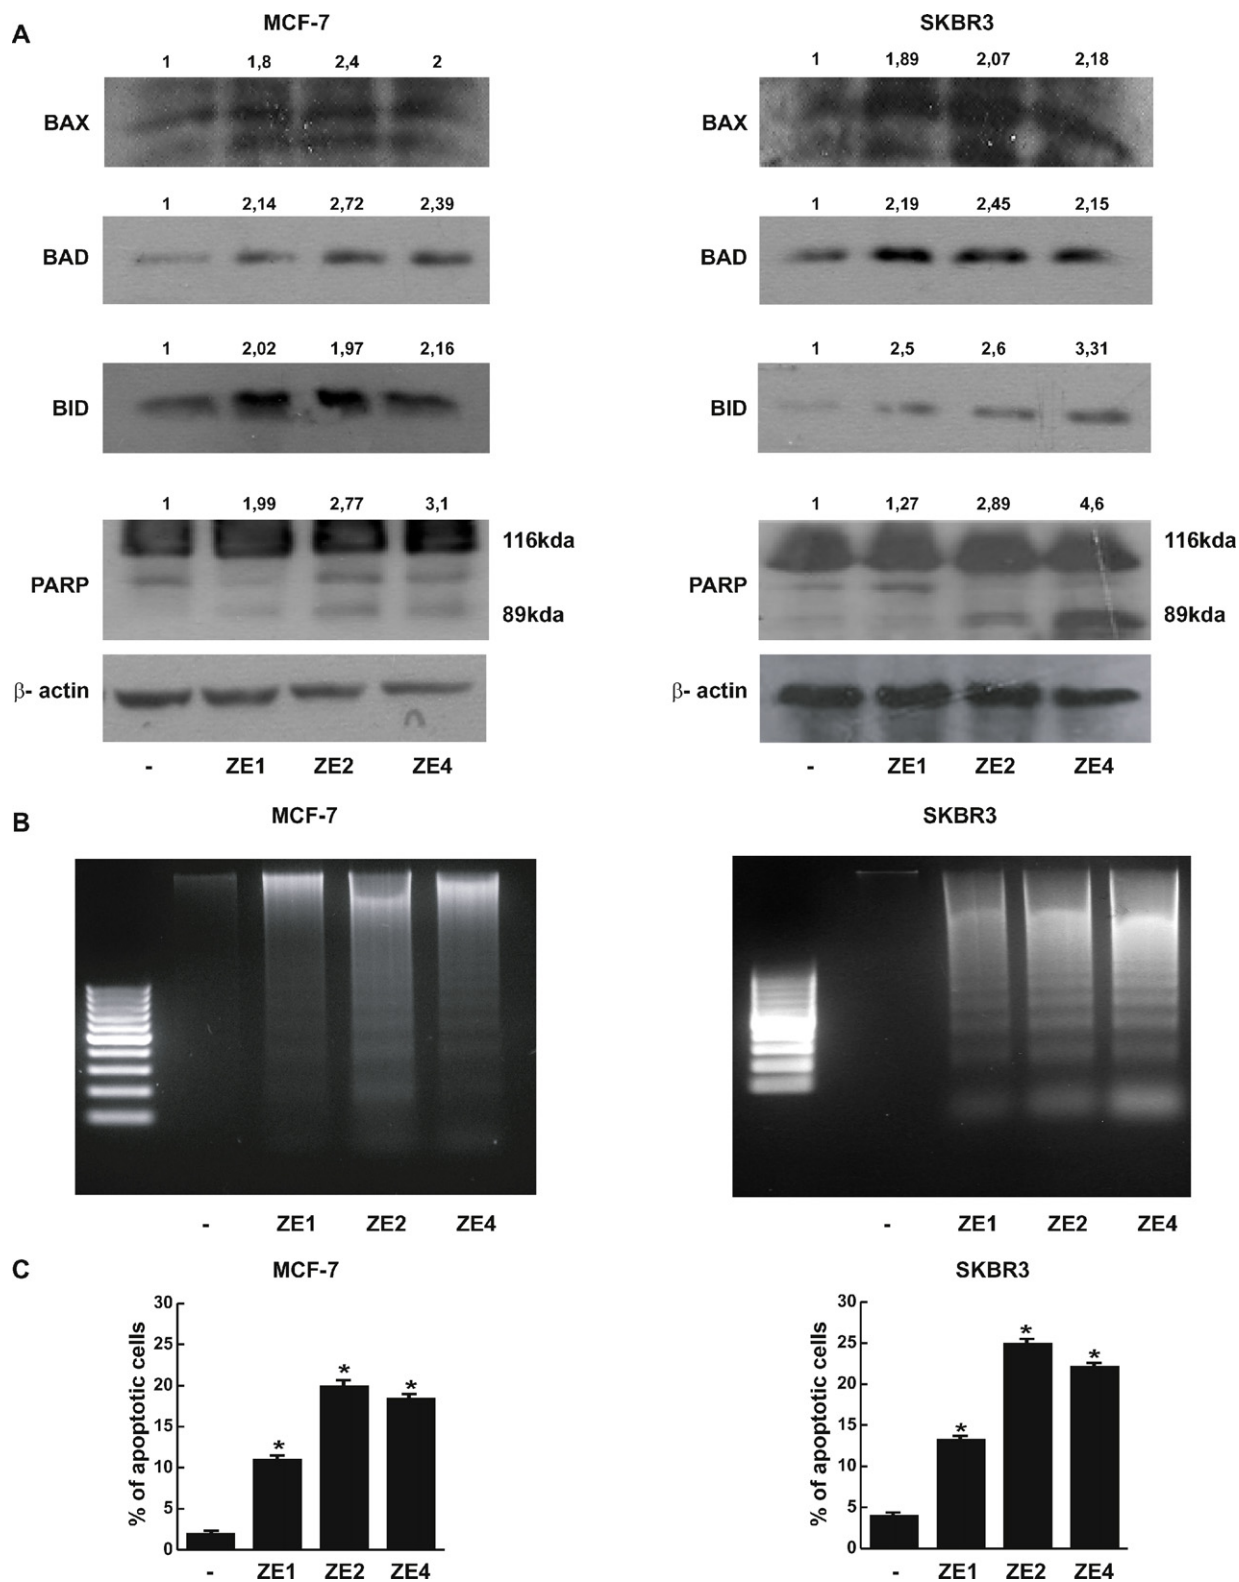 A
MCF-7
1 1,8 2,4 2
BAX
1 2,14 2,72 2,39
BAD
1 2,02 1,97 2,16
BID
1 1,99 2,77 3,1
116kda
PARP
89kda
β- actin
- ZE1 ZE2 ZE4
SKBR3
1 1,89 2,07 2,18
BAX
1 2,19 2,45 2,15
BAD
1 2,5 2,6 3,31
BID
1 1,27 2,89 4,6
116kda
PARP
89kda
β- actin
- ZE1 ZE2 ZE4
B
MCF-7
- ZE1 ZE2 ZE4
SKBR3
- ZE1 ZE2 ZE4
C
MCF-7
% of apoptotic cells
30
25
20
15
10
5
0
* * *
- ZE1 ZE2 ZE4
SKBR3
% of apoptotic cells
30
25
20
15
10
5
0
* * *
- ZE1 ZE2 ZE4